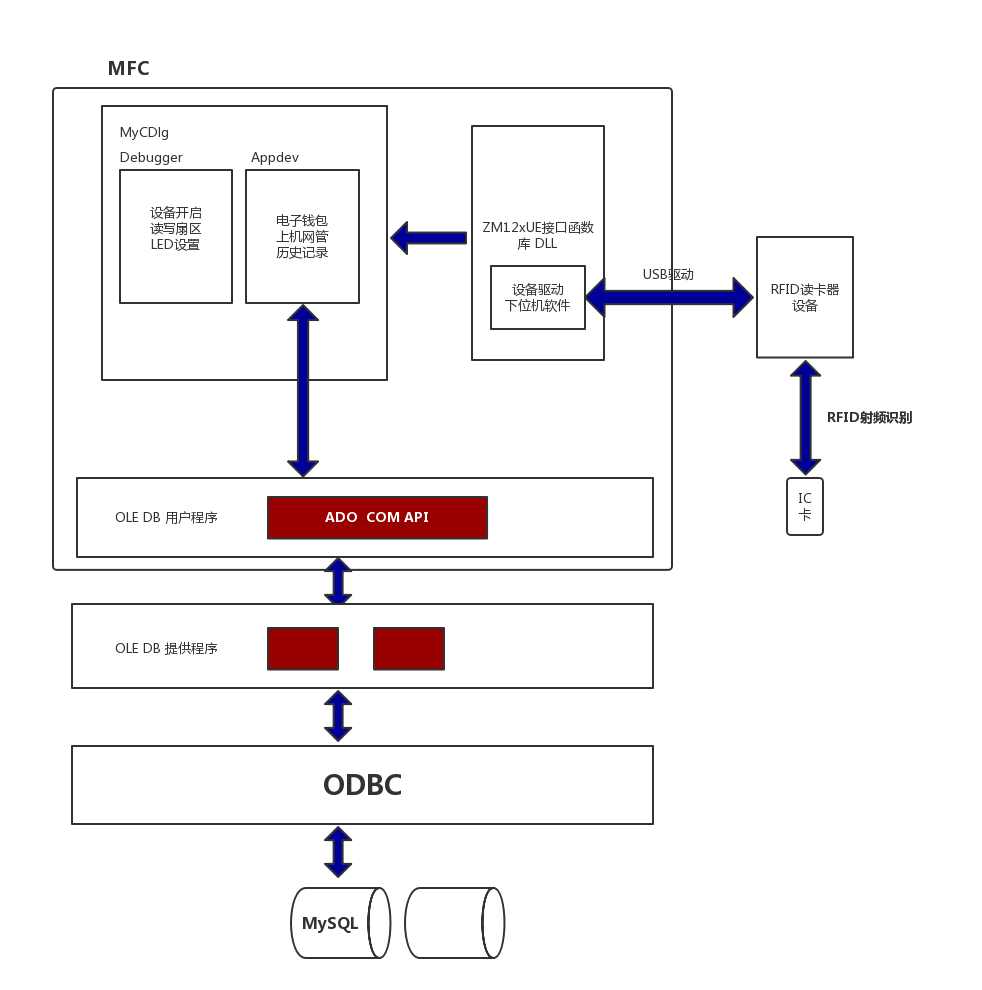 MFC
MyCDlg
Debugger
Appdev
设备开启
读写扇区
LED设置
电子钱包
上机网管
历史记录
ZM12xUE接口函数
库 DLL
设备驱动
下位机软件
USB驱动
RFID读卡器
设备
RFID射频识别
IC
卡
OLE DB 用户程序
ADO  COM API
OLE DB 提供程序
ODBC
MySQL